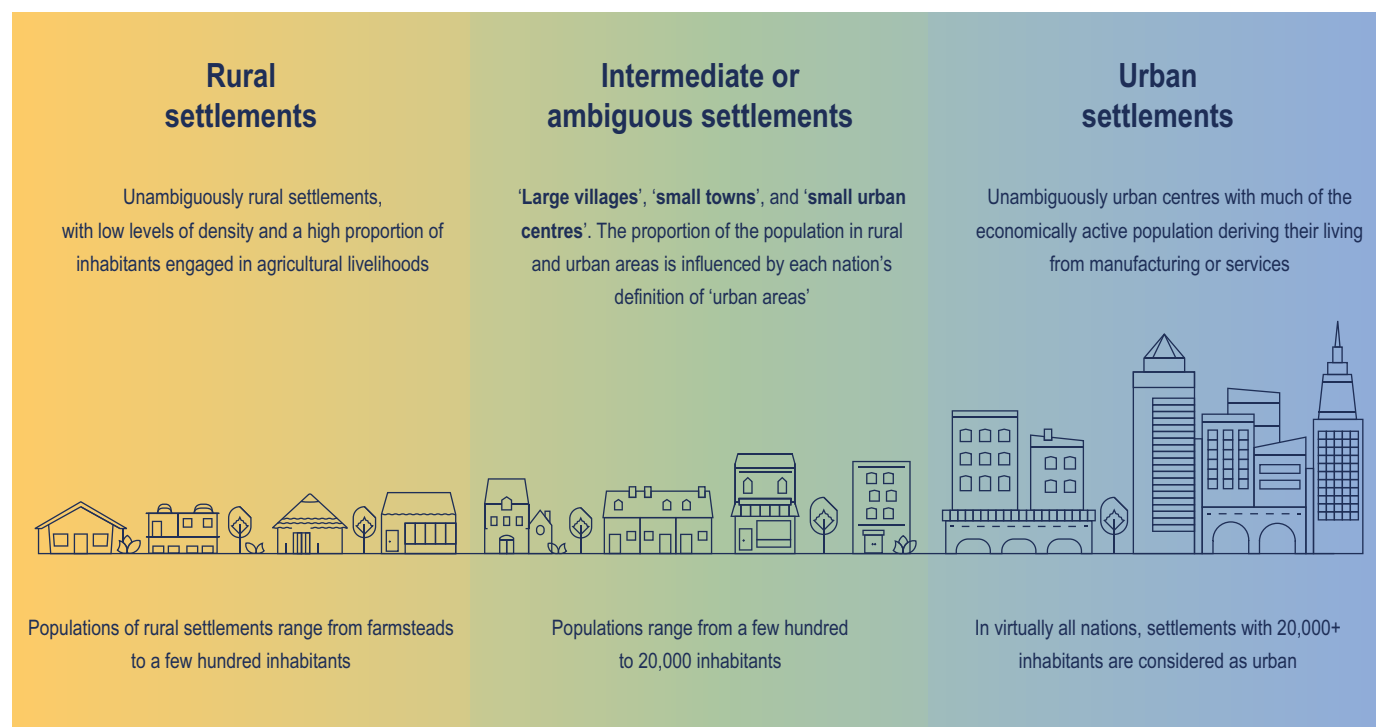 Rural
settlements
Unambiguously rural settlements,
with low levels of density and a high proportion of
inhabitants engaged in agricultural livelihoods
Populations of rural settlements range from farmsteads
to a few hundred inhabitants
Intermediate or
ambiguous settlements
‘Large villages’, ‘small towns’, and ‘small urban
centres’. The proportion of the population in rural
and urban areas is influenced by each nation’s
definition of ‘urban areas’
Populations range from a few hundred
to 20,000 inhabitants
Urban
settlements
Unambiguously urban centres with much of the
economically active population deriving their living
from manufacturing or services
In virtually all nations, settlements with 20,000+
inhabitants are considered as urban